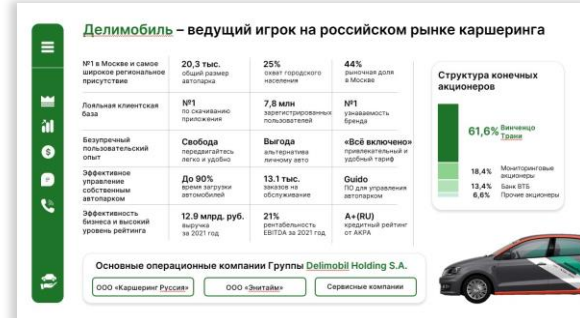 Делимобиль – ведущий игрок на российском рынке каршеринга
№1 в Москве и самое
широкое региональное
присутствие
20,3 тыс.
общий размер
автопарка
25%
охват городского
населения
44%
рыночная доля
в Москве
Лояльная клиентская
база
№1
по скачиванию
приложения
7,8 млн
зарегистрированных
пользователей
№1
узнаваемость
бренда
Безупречный
пользовательский
опыт
Свобода
передвигайтесь
легко и удобно
Выгода
альтернатива
личному авто
«Всё включено»
привлекательный и
удобный тариф
Эффективное
управление
собственным
автопарком
До 90%
время загрузки
автомобилей
13.1 тыс.
заказов на
обслуживание
Guido
ПО для управления
автопарком
Эффективность
бизнеса и высокий
уровень рейтинга
12.9 млрд. руб.
выручка
за 2021 год
21%
рентабельность
EBITDA за 2021 год
A+(RU)
кредитный рейтинг
от АКРА
Структура конечных
акционеров
61,6% Винченцо
Трани
18,4% Мониторинговые
акционеры
13,4% Банк ВТБ
6,6% Прочие акционеры
Основные операционные компании Группы Delimobil Holding S.A.
ООО «Каршеринг Руссия»
ООО «Энитайм»
Сервисные компании